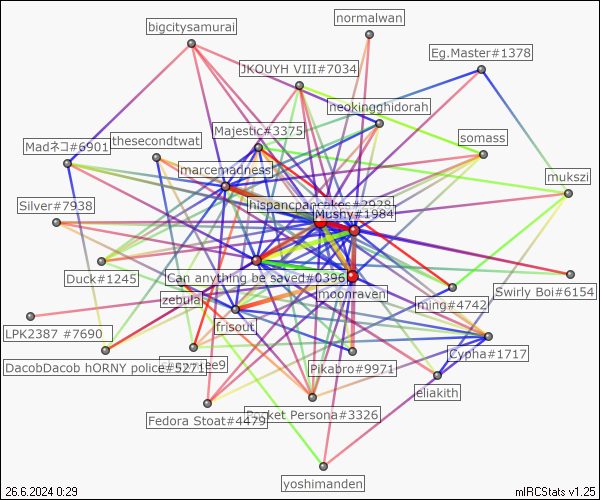 normalwan
bigcitysamurai
Eg.Master#1378
JKOUYH VIII#7034
neokingghidorah
Majestic#3375
thesecondtwat
somass
Madネコ#6901
marcemadness
mukszi
Silver#7938
hispancpancakes#2928
Mushy#1984
Duck#1245
Can anything be saved#0396
Swirly Boi#6154
moonraven
zebula
ming#4742
frisout
LPK2387 #7690
Cypha#1717
DacobDacob hORNY police#5271
Pikabro#9971
eliakith
Fedora Stoat#4479
Pocket Persona#3326
yoshimanden
26.6.2024 0:29
mIRCStats v1.25